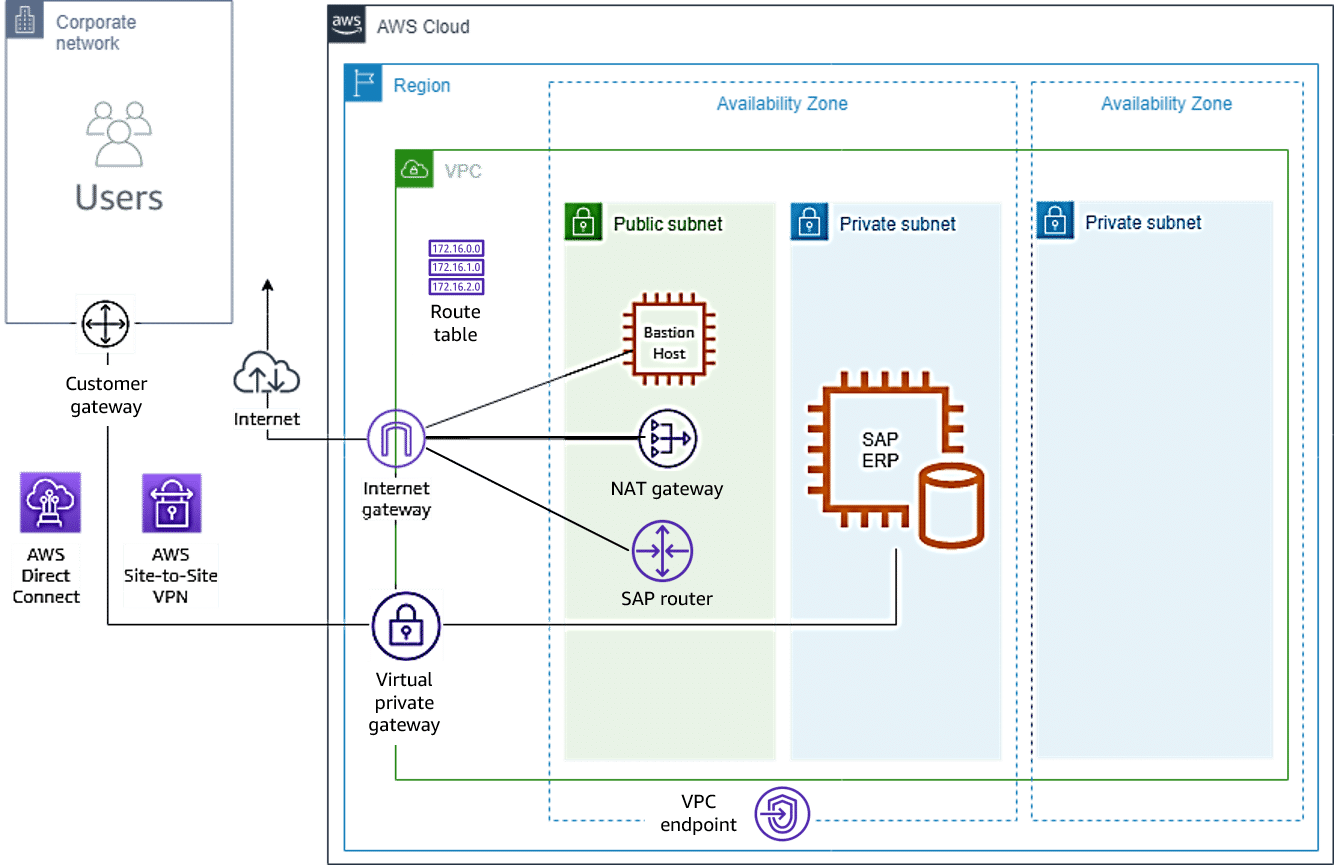 Corporate
network
Users
Customer
gateway
AWS
Direct
Connect
AWS
Site-to-Site
VPN
Internet
aws
AWS Cloud
Region
Availability Zone
Availability Zone
VPC
172.16.0.0
172.16.1.0
172.16.2.0
Route
table
Internet
gateway
Virtual
private
gateway
Public subnet
Bastion
Host
NAT gateway
SAP router
Private subnet
SAP
ERP
Private subnet
VPC
endpoint